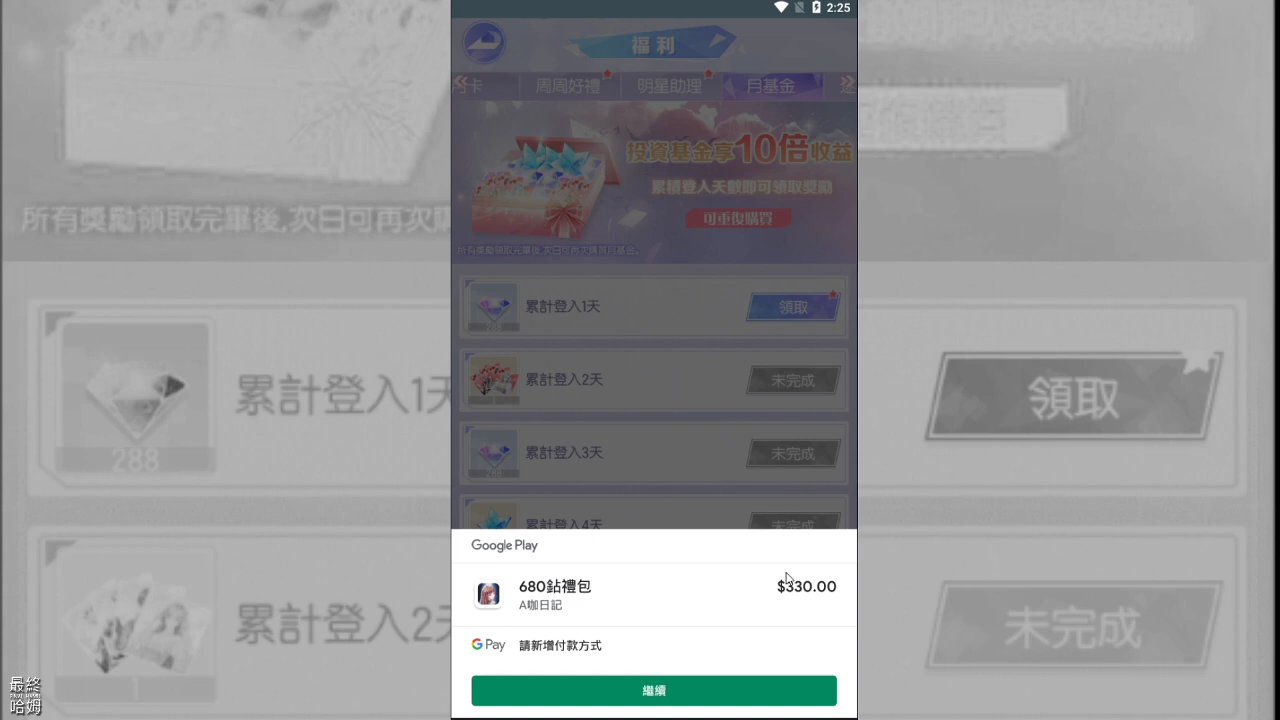 2:25
福利
月卡
周周好禮
明星助理
月基金
投資基金享10倍收益
累積登入天數即可領取獎勵
可重復購買
所有獎勵領取完畢後,次日可再次購買月基金。
288
累計登入1天
領取
累計登入2天
未完成
288
累計登入3天
未完成
累計登入4天
未完成
Google Play
680鈷禮包
$330.00
A咖日記
G Pay
請新增付款方式
繼續
所有獎勵領取完畢後,次日可再次購
288
累計登入1天
領取
累計登入2天
未完成
最終
哈姆